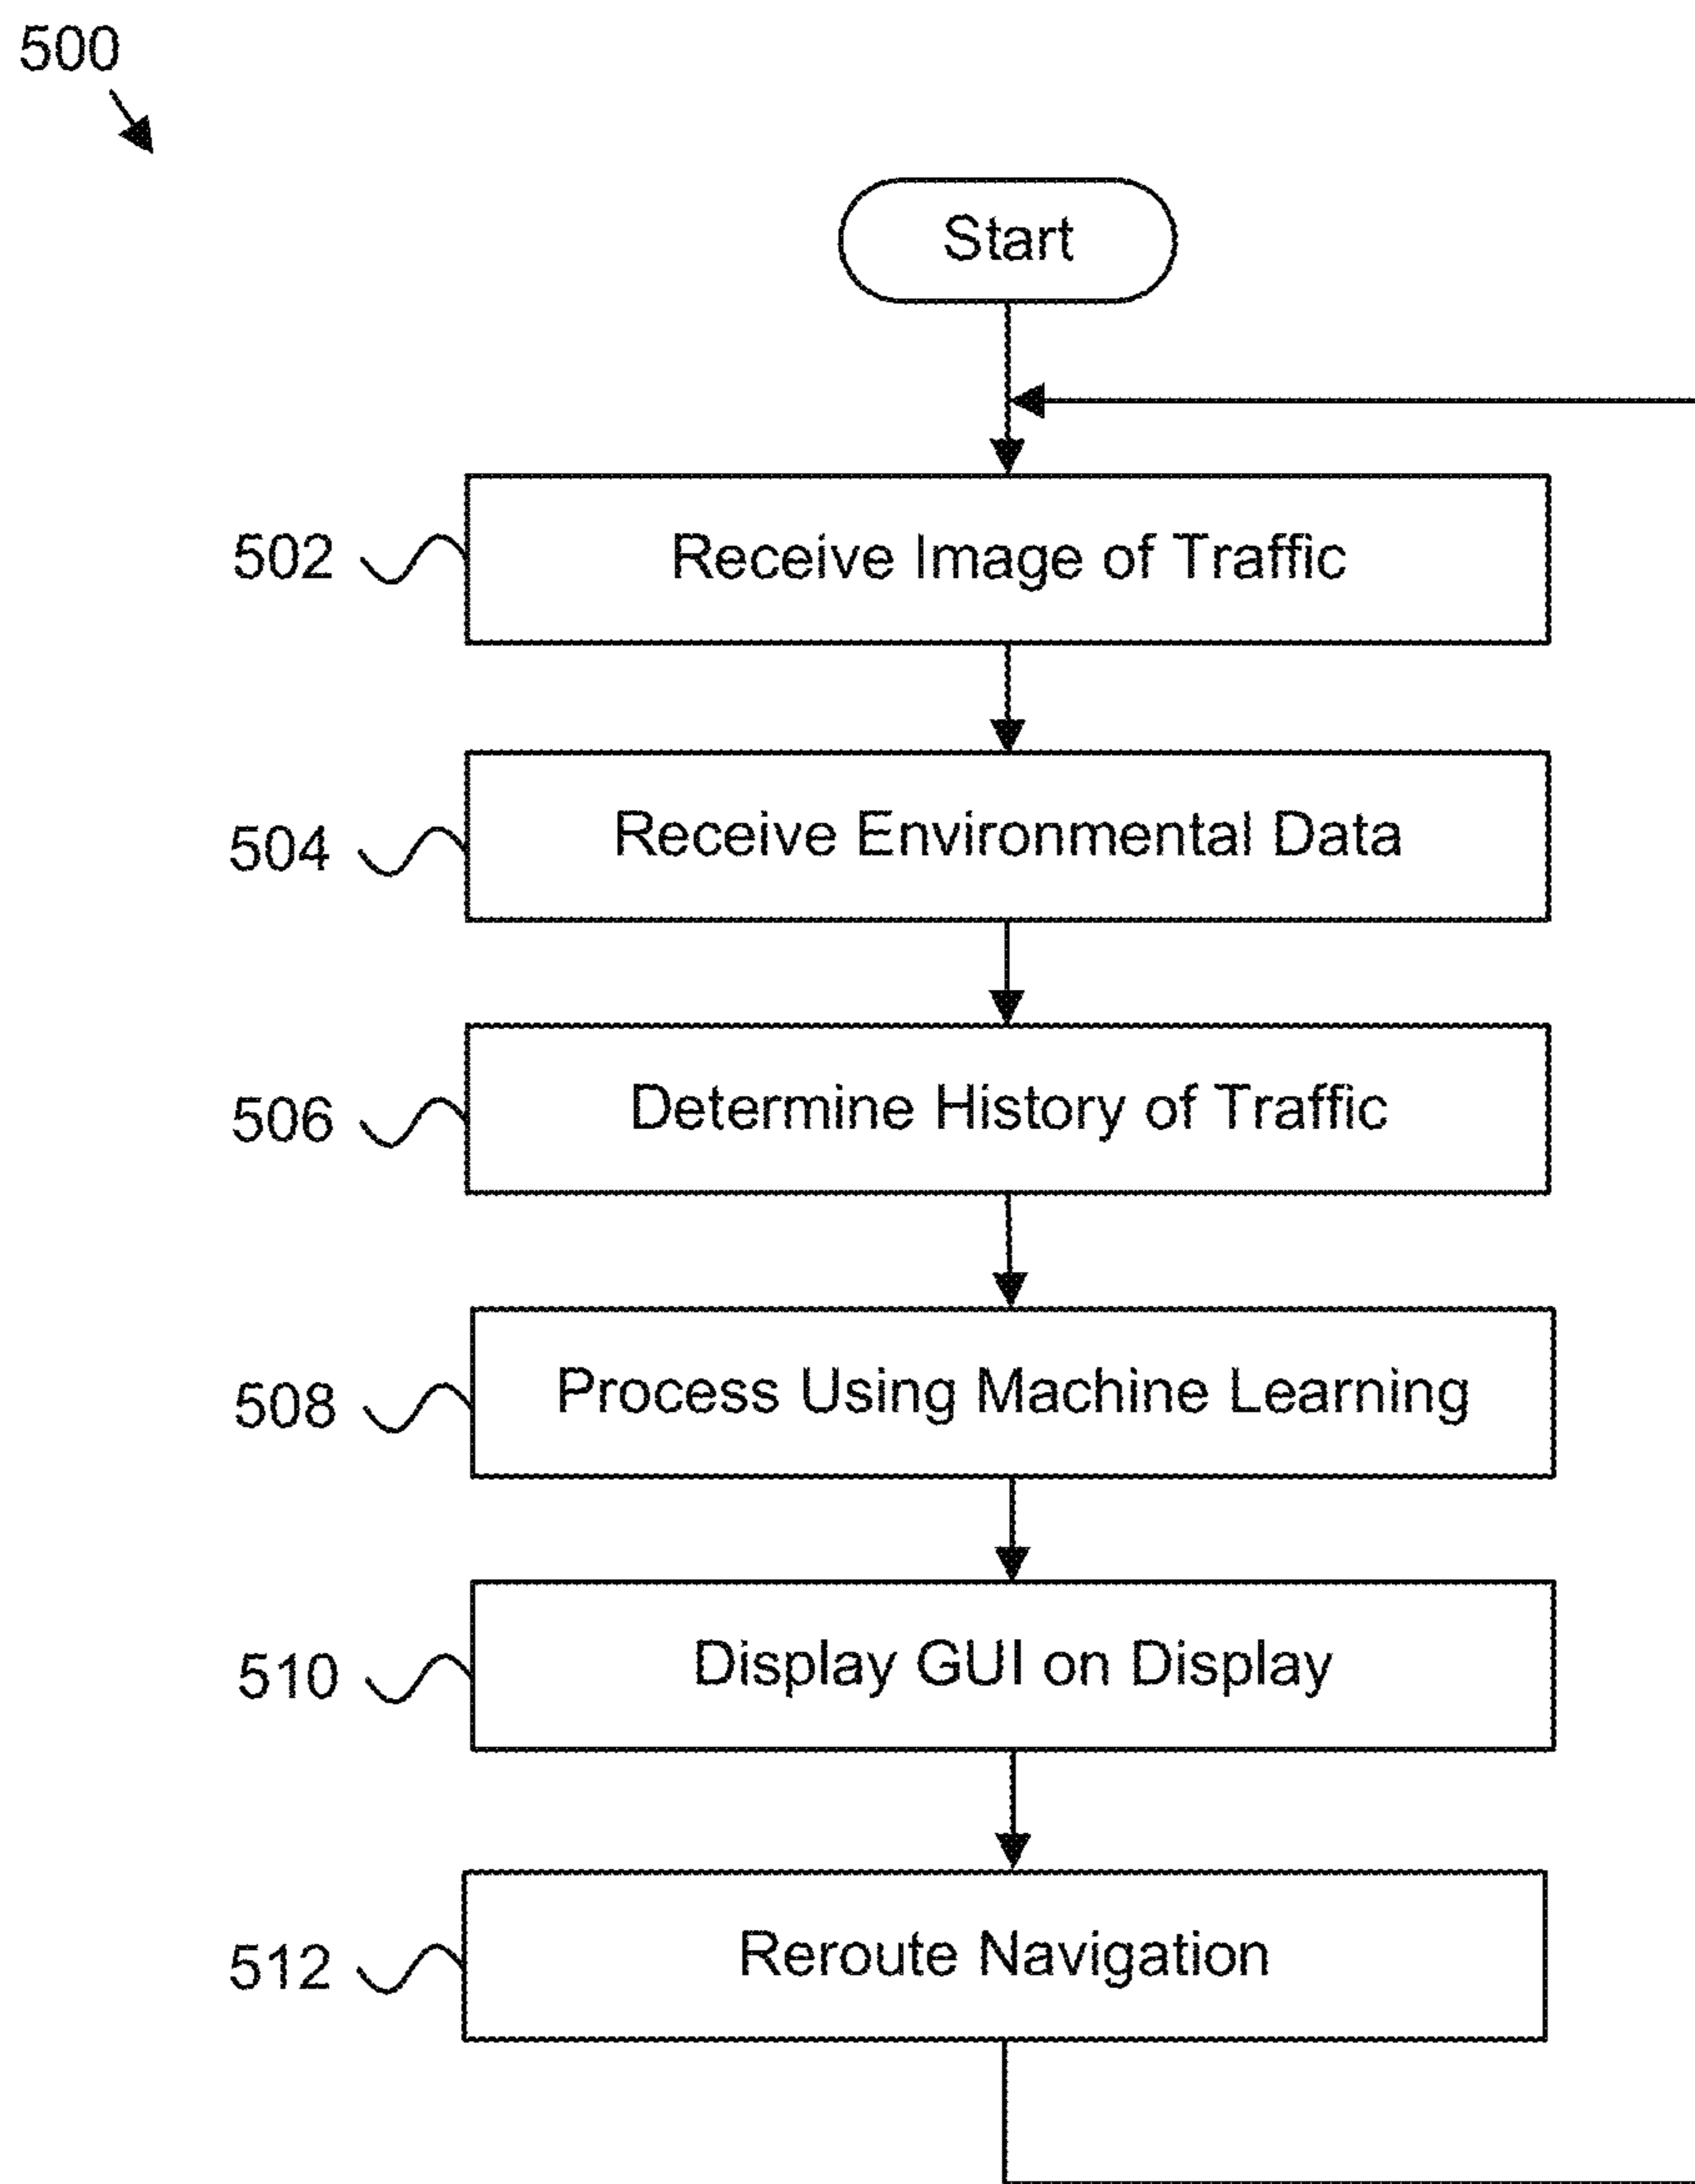 500
Start
502 Receive Image of Traffic
504 Receive Environmental Data
506 Determine History of Traffic
508 Process Using Machine Learning
510 Display GUI on Display
512 Reroute Navigation